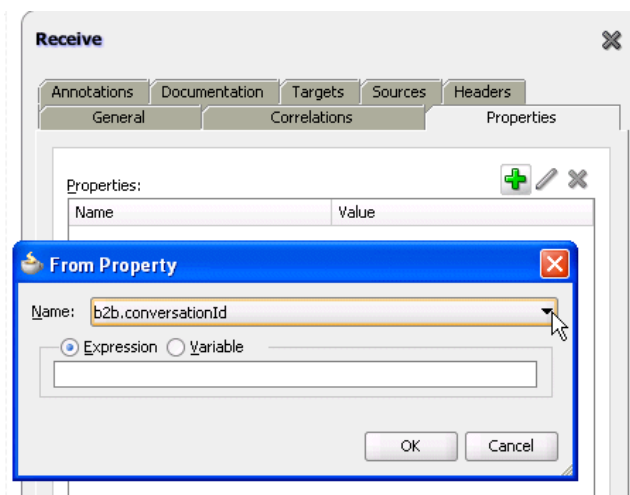 Receive
Annotations Documentation Targets Sources Headers
General Correlations Properties
Properties:
Name Value
From Property
Name: b2b.conversationId
Expression Variable
OK Cancel